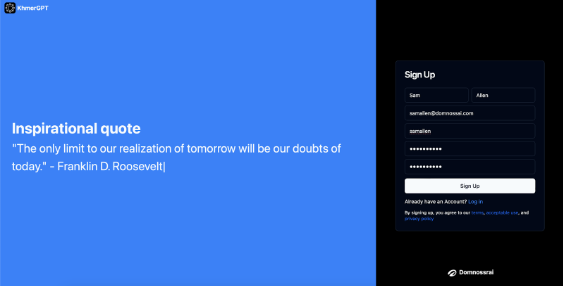 KhmerGPT
Inspirational quote
"The only limit to our realization of tomorrow will be our doubts of
today." - Franklin D. Roosevelt|
Sign Up
Sam
Allen
samallen@domnossai.com
samallen
••••••••••
••••••••••
Sign Up
Already have an Account? Log in
By signing up, you agree to our terms, acceptable use, and
privacy policy
Domnossrai